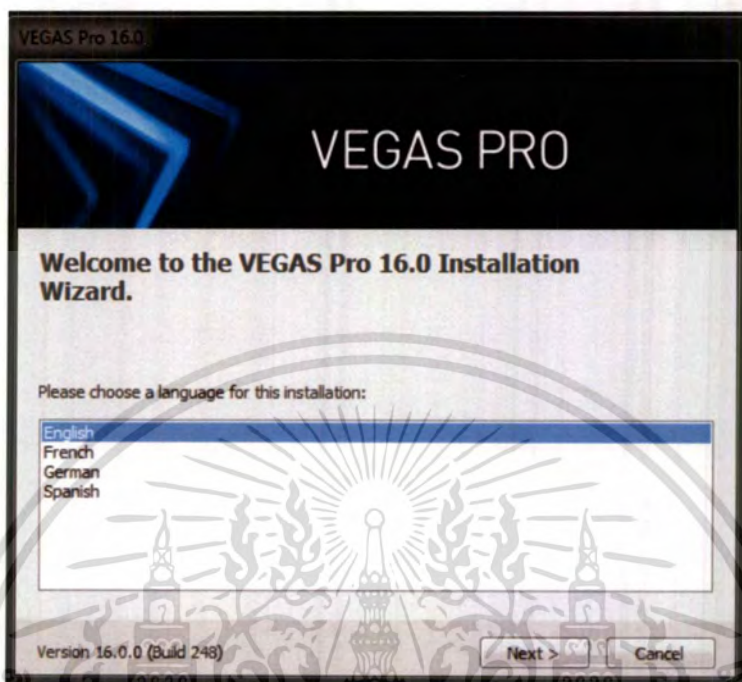 VEGAS Pro 16.0
VEGAS PRO
Welcome to the VEGAS Pro 16.0 Installation
Wizard.
Please choose a language for this installation:
English
French
German
Spanish
Version 16.0.0 (Build 248)
Next >
Cancel